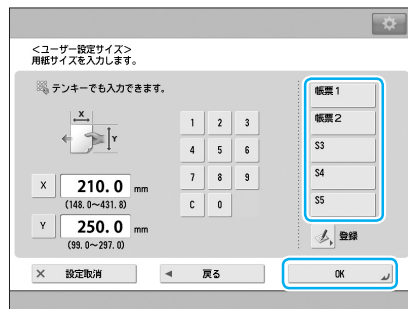 ＜ユーザー設定サイズ＞
用紙サイズを入力します。
テンキーでも入力できます。
X
Y
1 2 3
4 5 6
7 8 9
C 0
X 210.0 mm
(148.0～431.8)
Y 250.0 mm
(99.0～297.0)
帳票1
帳票2
S3
S4
S5
登録
× 設定取消
◀ 戻る
OK